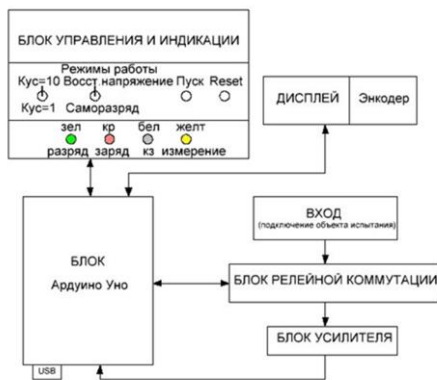 БЛОК УПРАВЛЕНИЯ И ИНДИКАЦИИ
Режимы работы
Кус=10 Восст напряжение Пуск Reset
Кус=1 Саморазряд
зел кр бел желт
разряд заряд кз измерение
ДИСПЛЕЙ Энкодер
ВХОД
(подключение объекта испытания)
БЛОК
Ардуино Уно
БЛОК РЕЛЕЙНОЙ КОММУТАЦИИ
БЛОК УСИЛИТЕЛЯ
USB